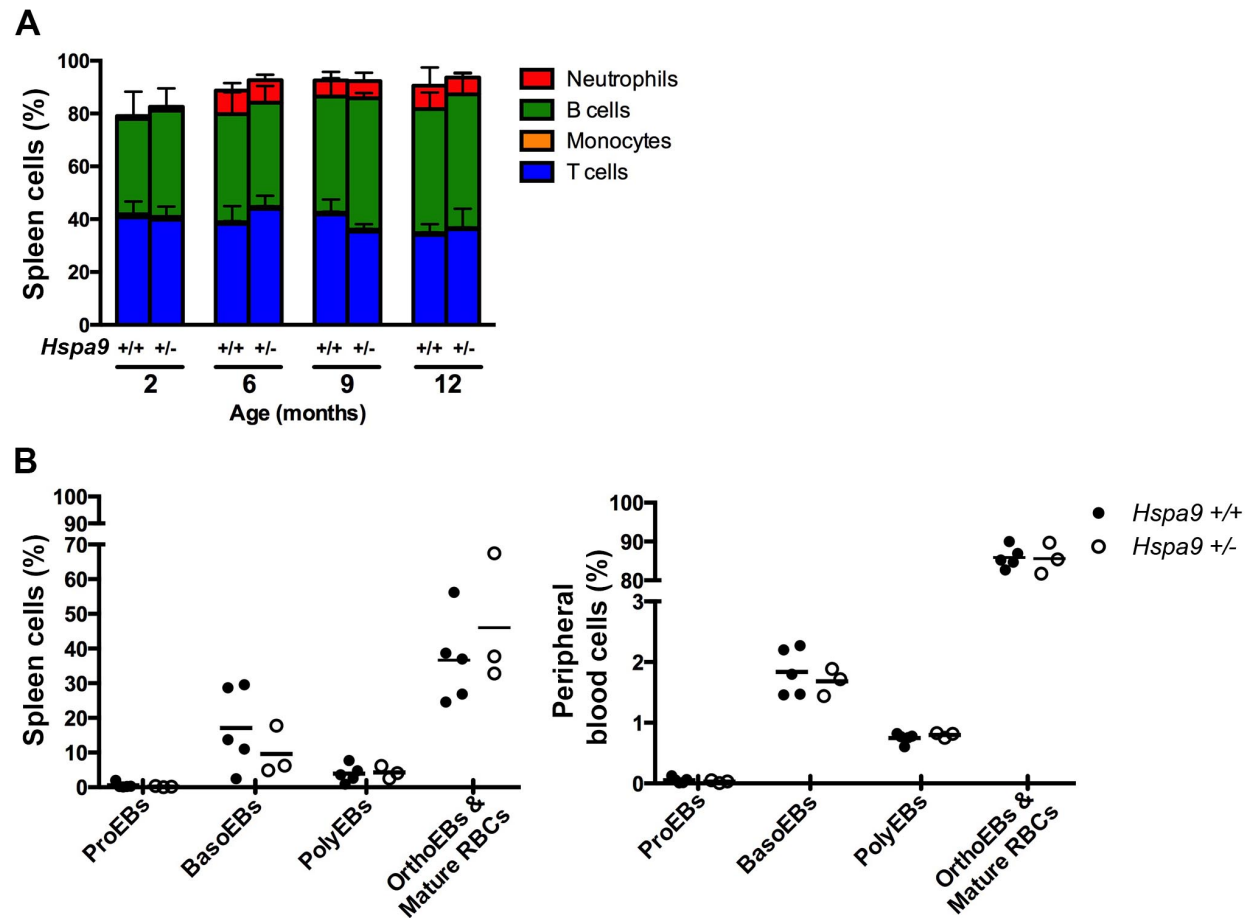 A
Spleen cells (%)
100
80
60
40
20
0
Neutrophils
B cells
Monocytes
T cells
Hspa9 +/+ +/- +/+ +/- +/+ +/- +/+ +/-
2 6 9 12
Age (months)
B
Spleen cells (%)
100
90
70
60
50
40
30
20
10
0
ProEBs
BasoEBs
PolyEBs
OrthoEBs &
Mature RBCs
Peripheral
blood cells (%)
100
90
80
3
2
1
0
ProEBs
BasoEBs
PolyEBs
OrthoEBs &
Mature RBCs
Hspa9 +/+
Hspa9 +/-